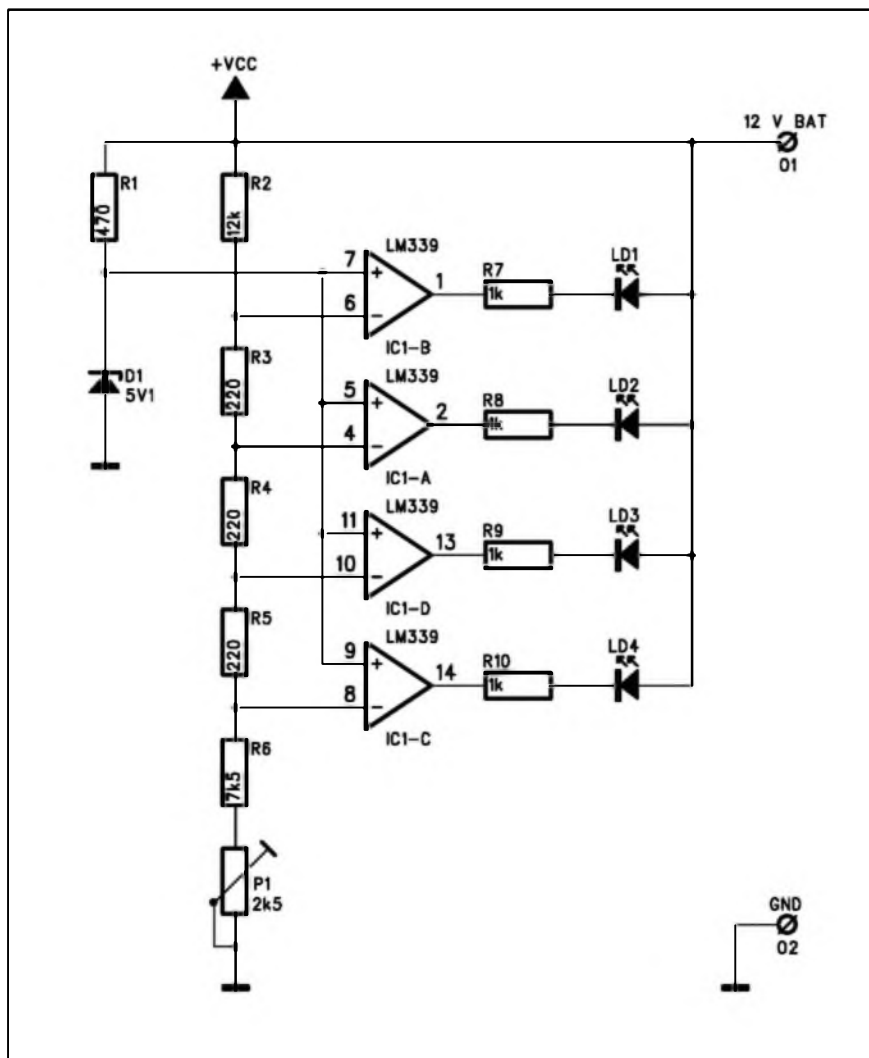 +VCC
12 V BAT
O1
R1
470
R2
12k
LM339
7
+
6
−
1
IC1-B
R7
1k
LD1
D1
5V1
R3
220
LM339
5
+
4
−
2
IC1-A
R8
1k
LD2
R4
220
LM339
11
+
10
−
13
IC1-D
R9
1k
LD3
R5
220
LM339
9
+
8
−
14
IC1-C
R10
1k
LD4
R6
7k5
P1
2k5
GND
O2